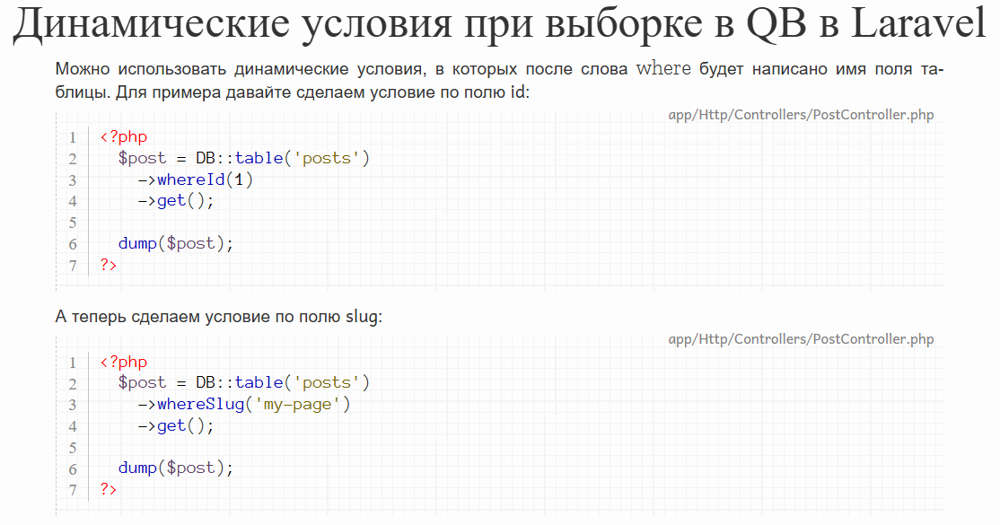 Динамические условия при выборке в QB в Laravel
Можно использовать динамические условия, в которых после слова where будет написано имя поля та-
блицы. Для примера давайте сделаем условие по полю id:
app/Http/Controllers/PostController.php
1 <?php
2 $post = DB::table('posts')
3 ->whereId(1)
4 ->get();
5
6 dump($post);
7 ?>
А теперь сделаем условие по полю slug:
app/Http/Controllers/PostController.php
1 <?php
2 $post = DB::table('posts')
3 ->whereSlug('my-page')
4 ->get();
5
6 dump($post);
7 ?>